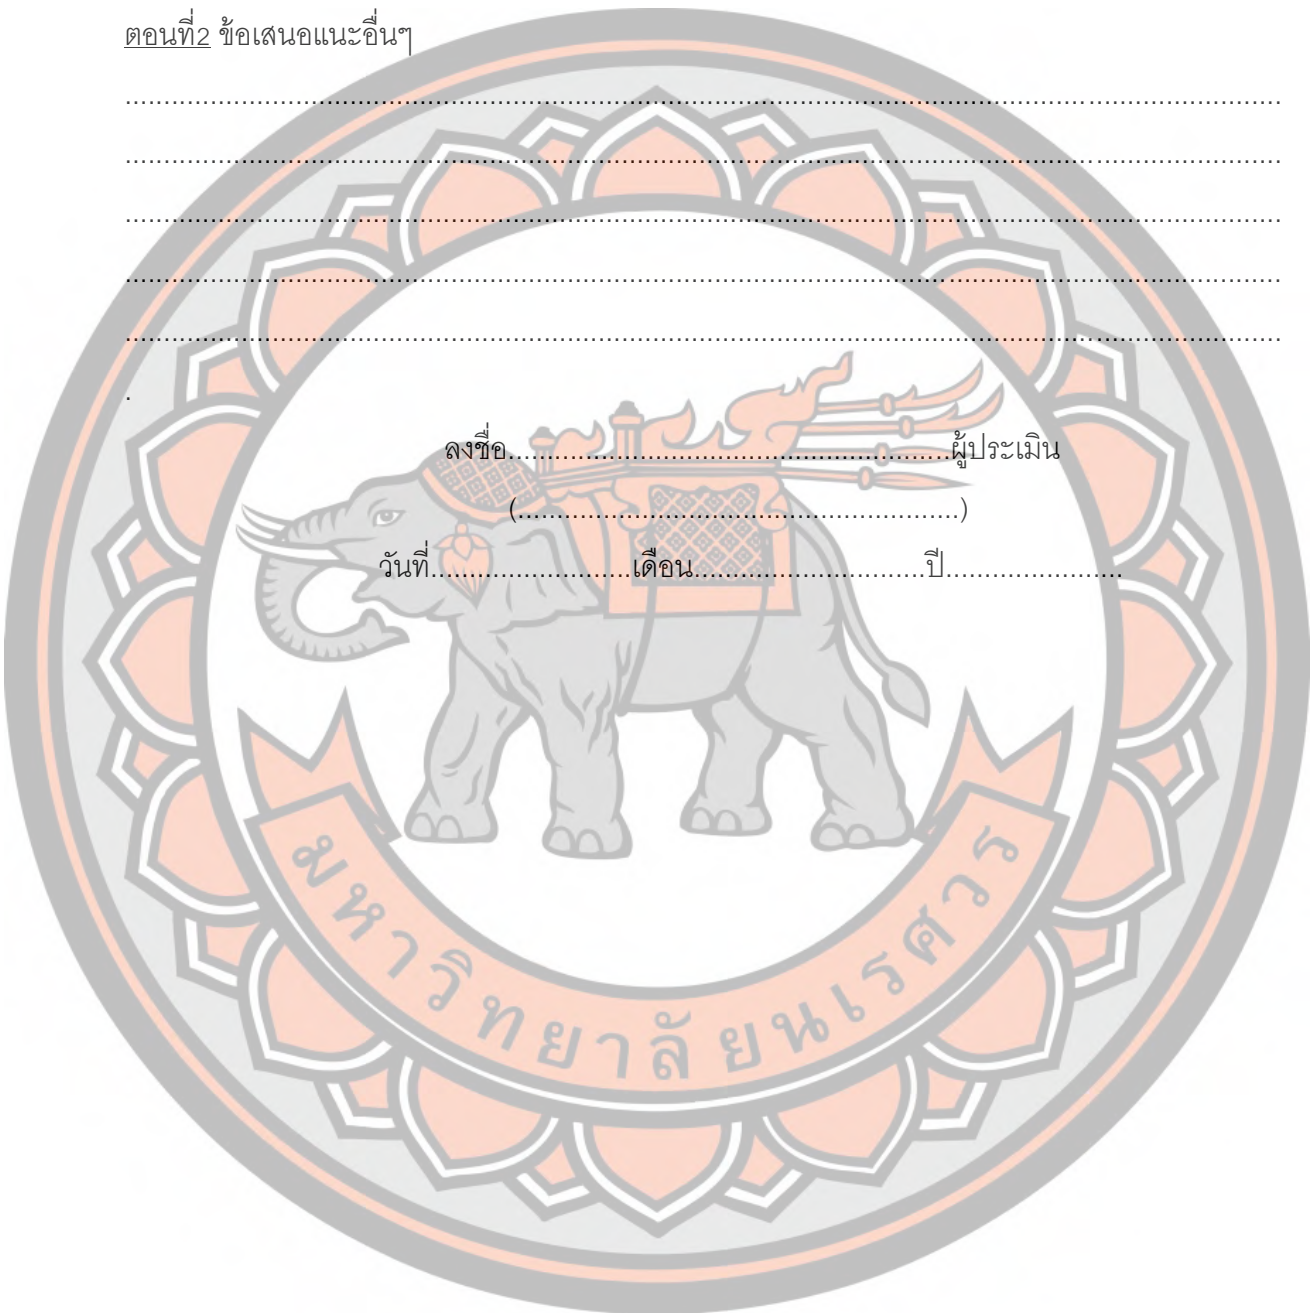 ตอนที่2 ข้อเสนอแนะอื่นๆ
......................................................................................................................................................
......................................................................................................................................................
......................................................................................................................................................
......................................................................................................................................................
......................................................................................................................................................
.
ลงชื่อ.........................................................ผู้ประเมิน
(.........................................................)
วันที่..........................เดือน..............................ปี.......................
มหาวิทยาลัยนเรศวร